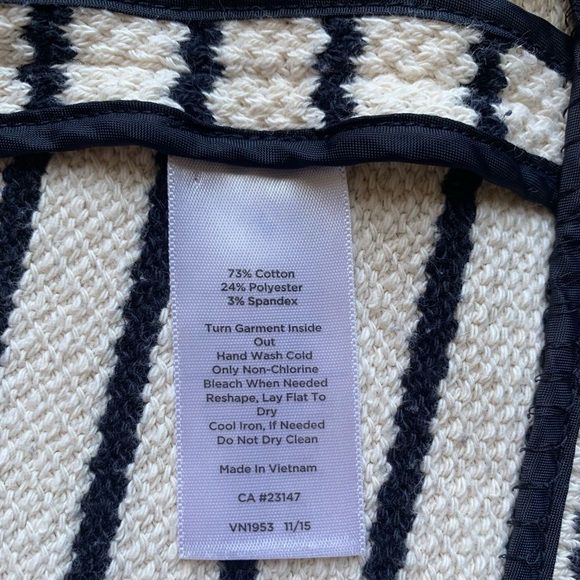 73% Cotton
24% Polyester
3% Spandex
Turn Garment Inside
Out
Hand Wash Cold
Only Non-Chlorine
Bleach When Needed
Reshape, Lay Flat To
Dry
Cool Iron, If Needed
Do Not Dry Clean
Made In Vietnam
CA #23147
VN1953 11/15